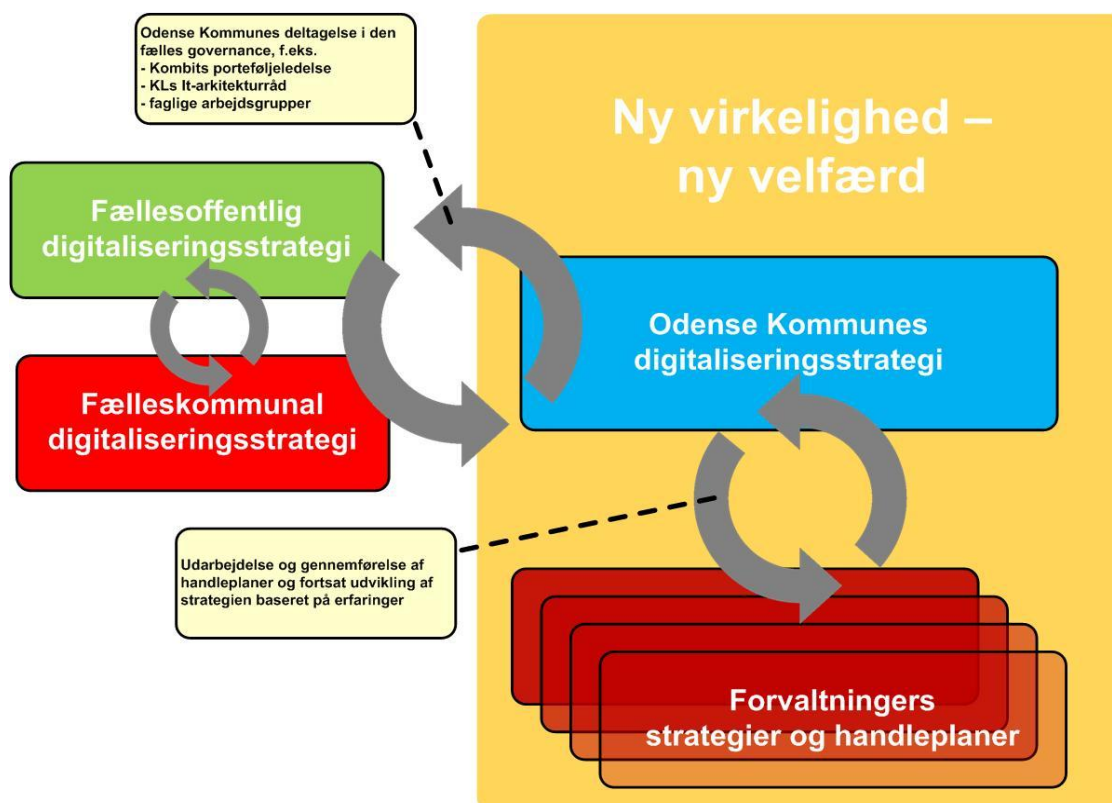 Odense Kommunes deltagelse i den
fælles governance, f.eks.
- Kombits porteføljeledelse
- KLs It-arkitekturråd
- faglige arbejdsgrupper
Ny virkelighed –
ny velfærd
Fællesoffentlig
digitaliseringsstrategi
Odense Kommunes
digitaliseringsstrategi
Fælleskommunal
digitaliseringsstrategi
Udarbejdelse og gennemførelse af
handleplaner og fortsat udvikling af
strategien baseret på erfaringer
Forvaltningers
strategier og handleplaner